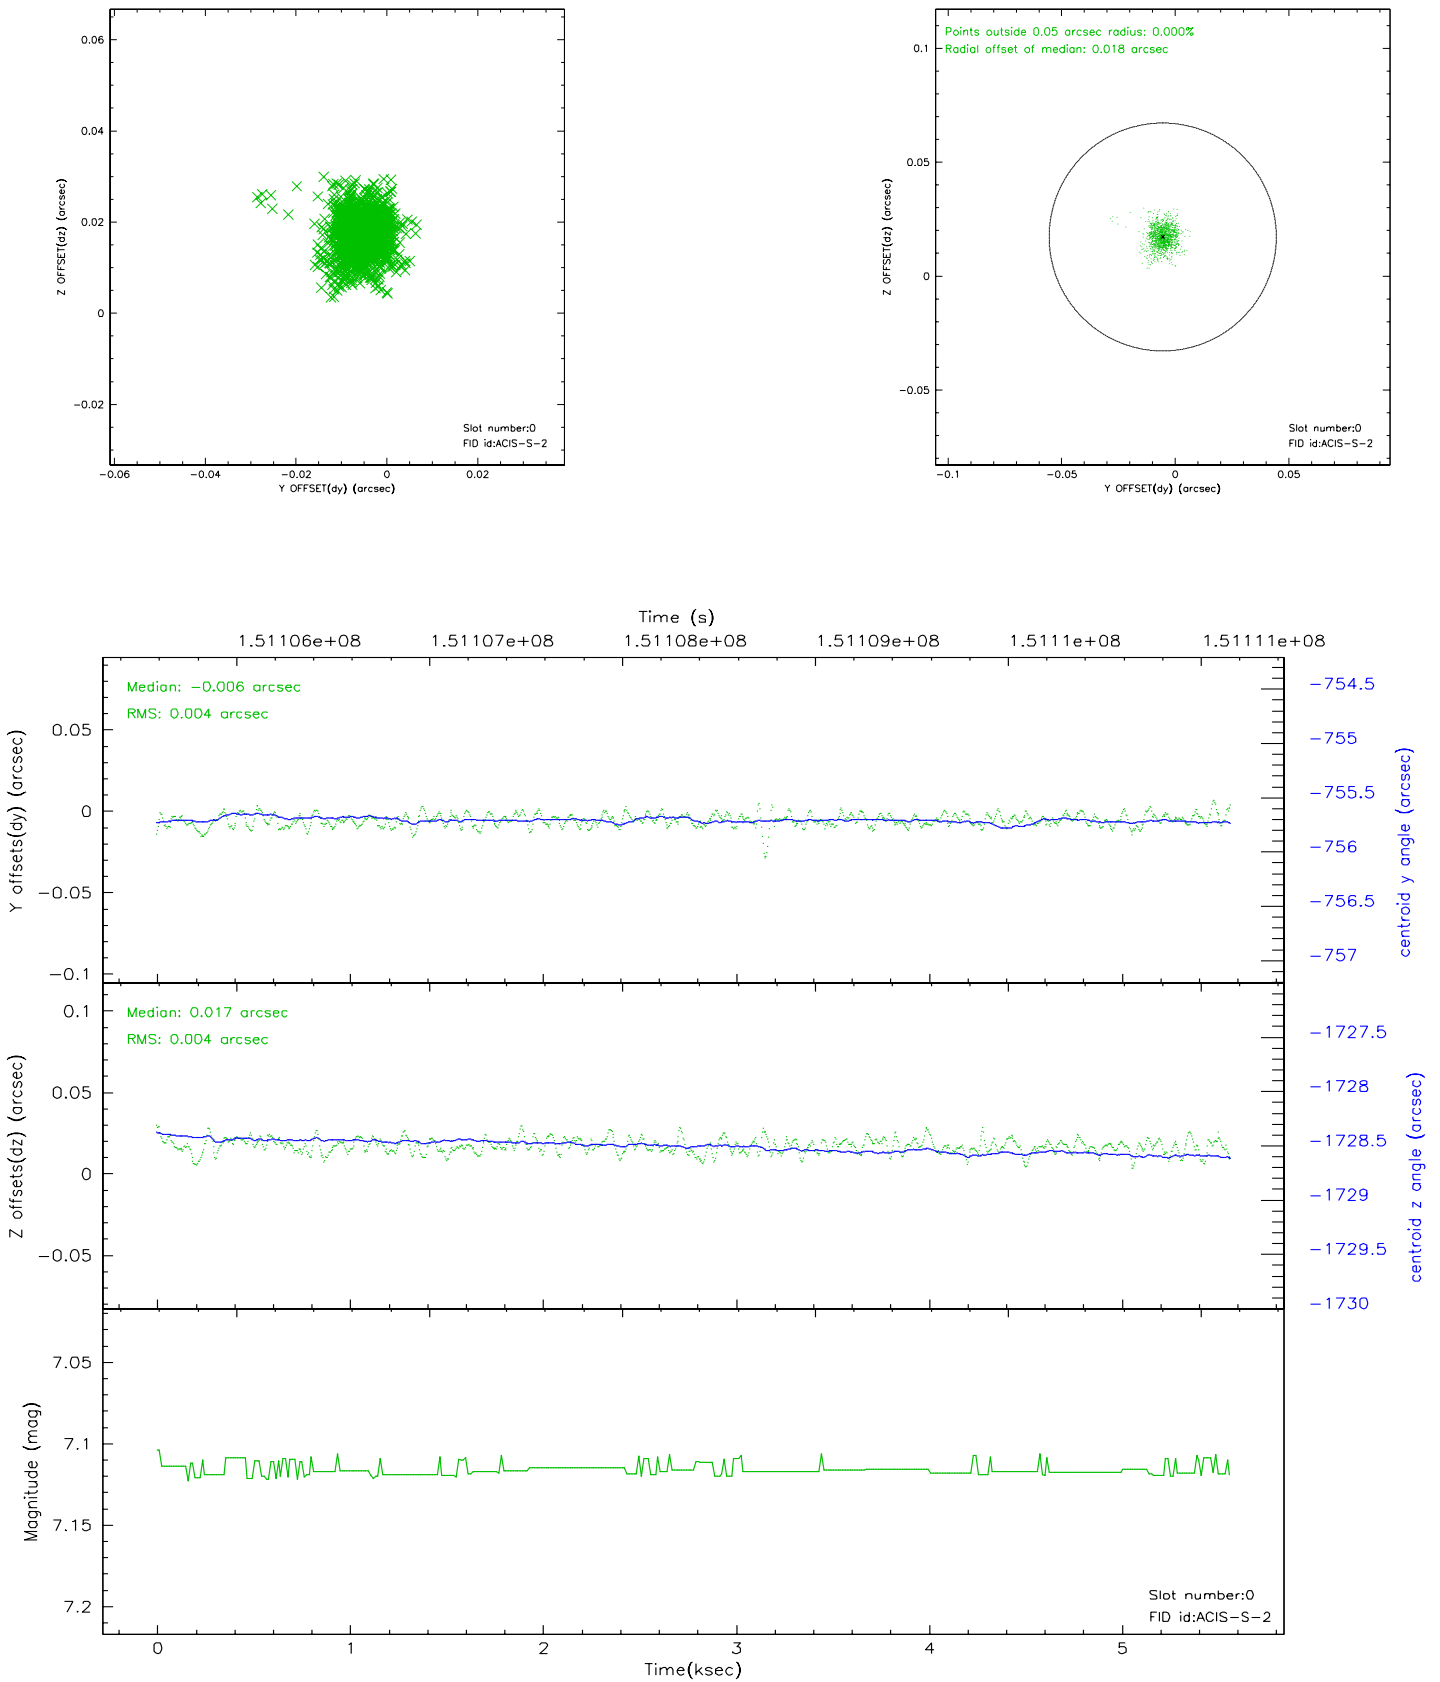 0.06
0.04
0.02
0
−0.02
Z OFFSET(dz) (arcsec)
Slot number:0
FID id:ACIS−S−2
−0.06
−0.04
−0.02
0
0.02
Y OFFSET(dy) (arcsec)
Points outside 0.05 arcsec radius: 0.000%
Radial offset of median: 0.018 arcsec
0.1
0.05
0
−0.05
Z OFFSET(dz) (arcsec)
Slot number:0
FID id:ACIS−S−2
−0.1
−0.05
0
0.05
Y OFFSET(dy) (arcsec)
Time (s)
1.51106e+08
1.51107e+08
1.51108e+08
1.51109e+08
1.5111e+08
1.51111e+08
Median: −0.006 arcsec
RMS: 0.004 arcsec
0.05
0
−0.05
−0.1
Y offsets(dy) (arcsec)
−754.5
−755
−755.5
−756
−756.5
−757
centroid y angle (arcsec)
Median: 0.017 arcsec
RMS: 0.004 arcsec
0.1
0.05
0
−0.05
Z offsets(dz) (arcsec)
−1727.5
−1728
−1728.5
−1729
−1729.5
−1730
centroid z angle (arcsec)
7.05
7.1
7.15
7.2
Magnitude (mag)
Slot number:0
FID id:ACIS−S−2
0
1
2
3
4
5
Time(ksec)